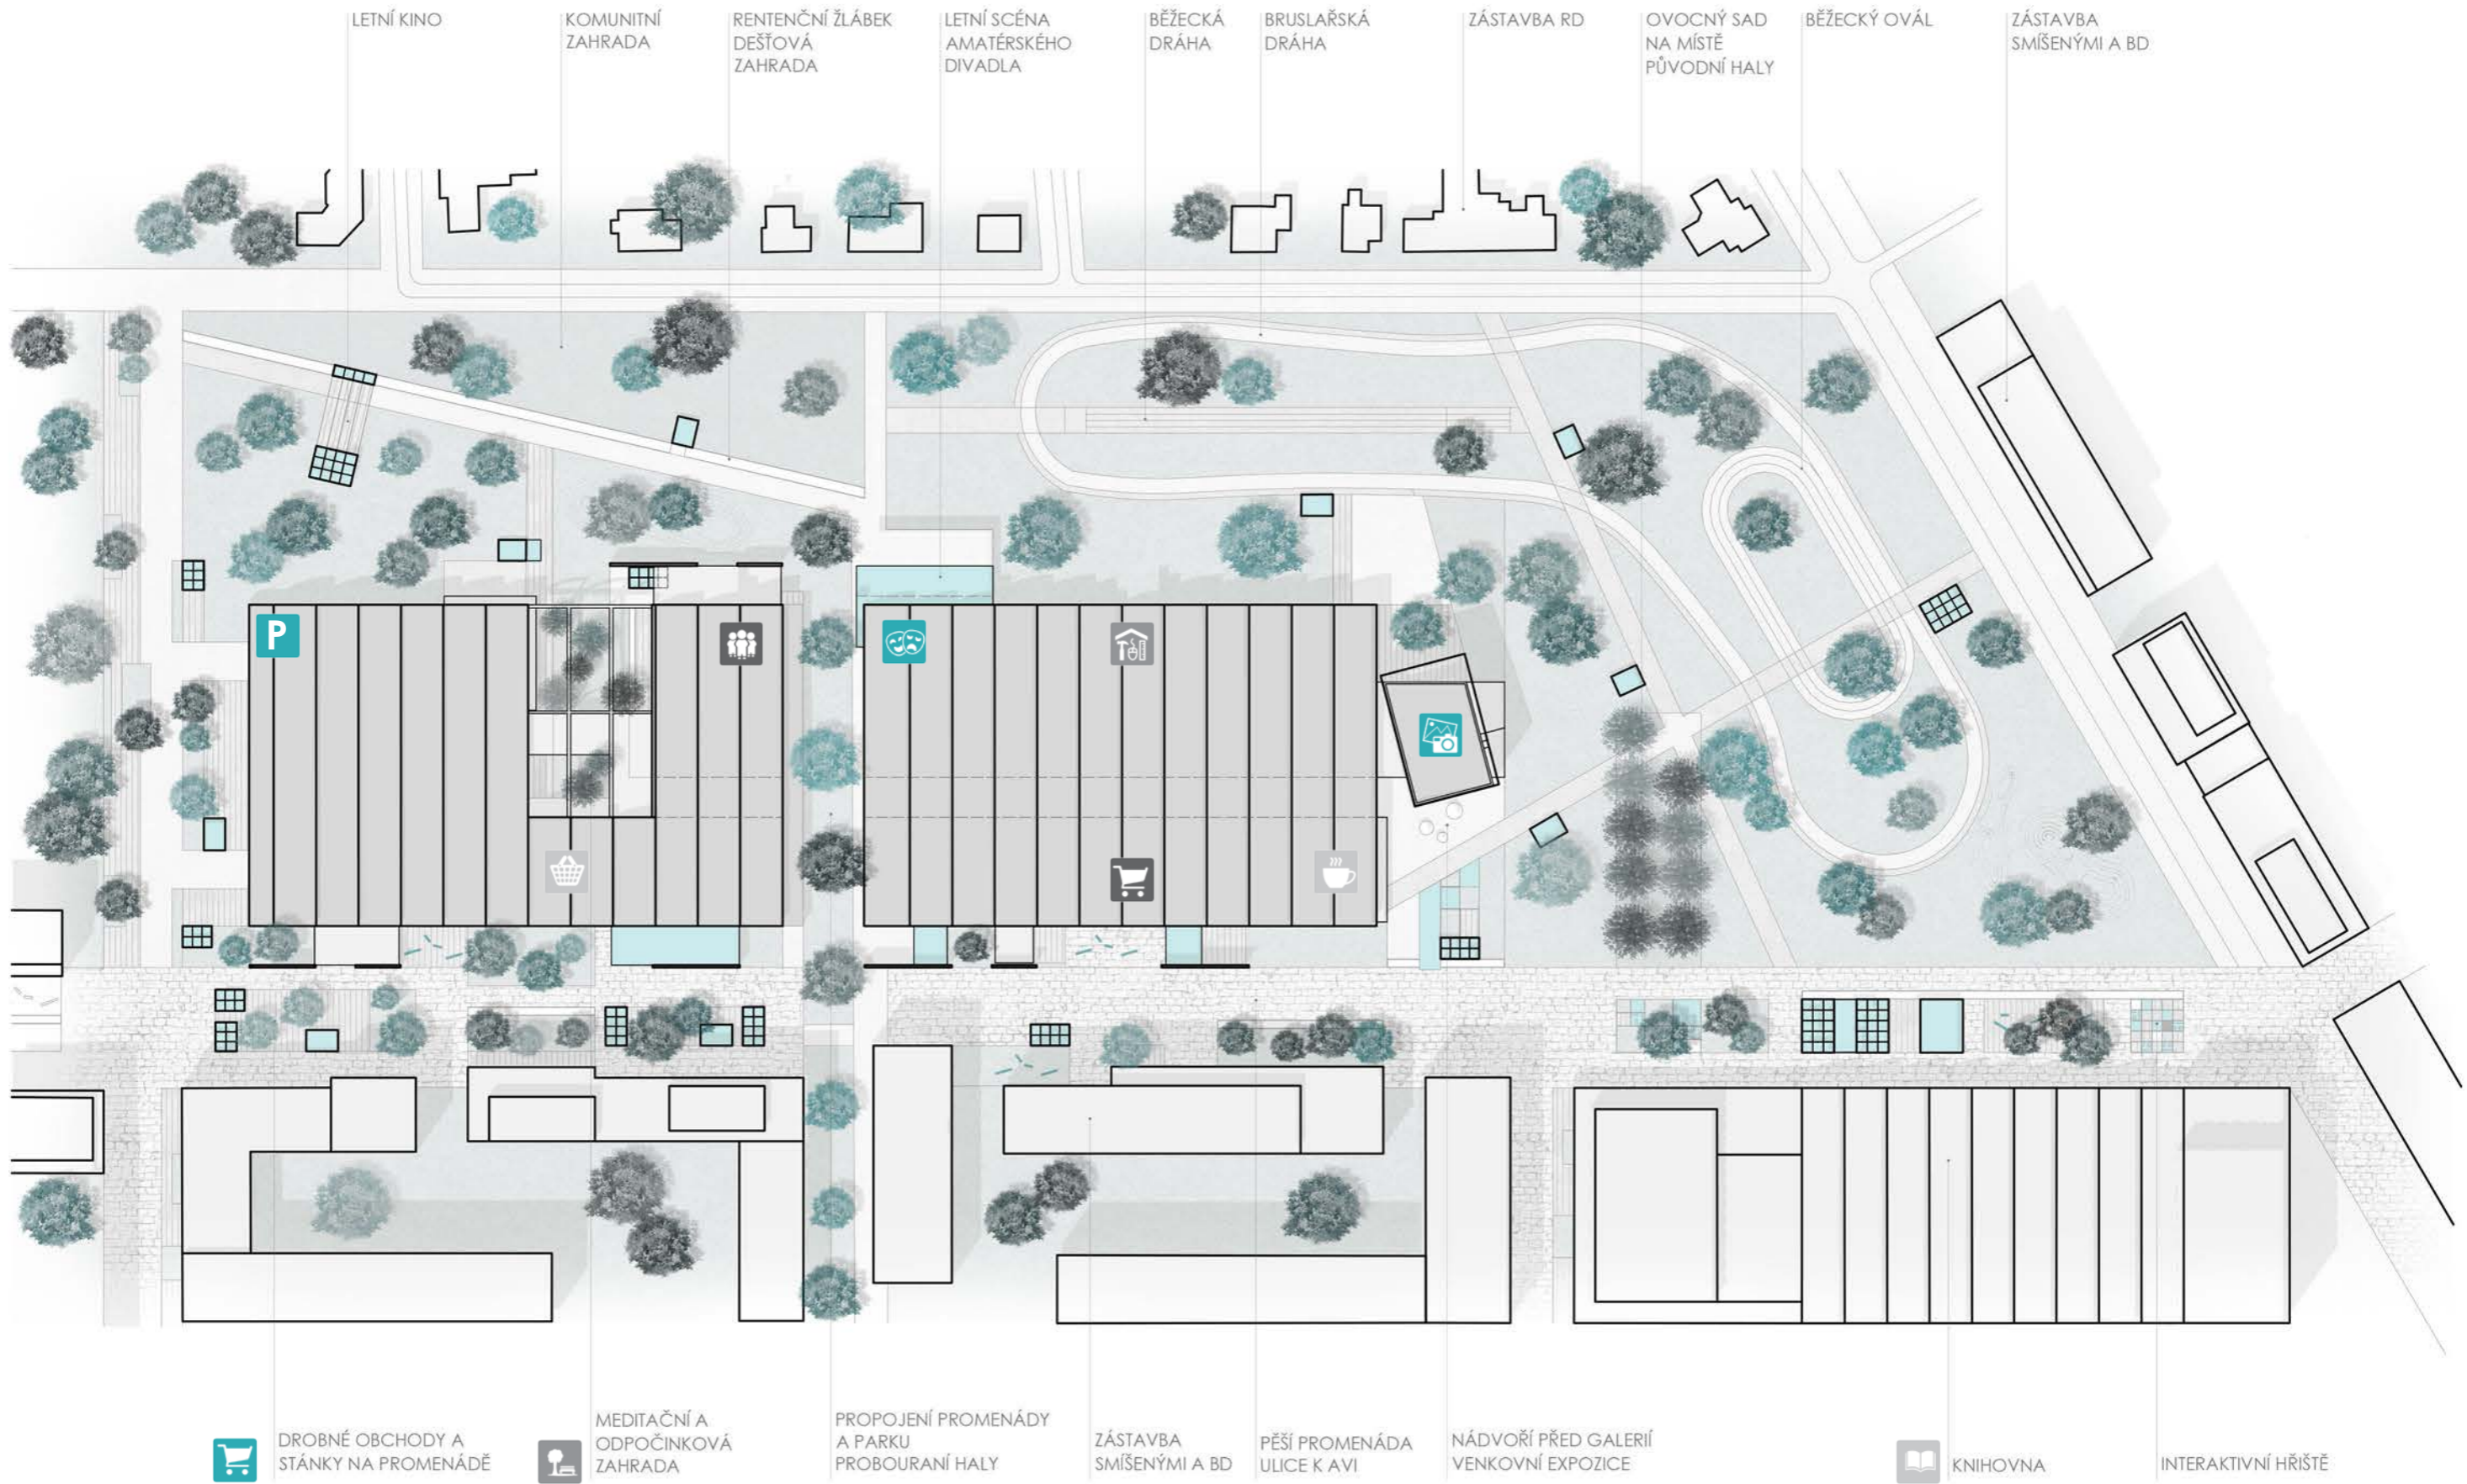 LETNÍ KINO
KOMUNITNÍ
ZAHRADA
RENTENČNÍ ŽLÁBEK
DEŠŤOVÁ
ZAHRADA
LETNÍ SCÉNA
AMATÉRSKÉHO
DIVADLA
BĚŽECKÁ
DRÁHA
BRUSLAŘSKÁ
DRÁHA
ZÁSTAVBA RD
OVOCNÝ SAD
NA MÍSTĚ
PŮVODNÍ HALY
BĚŽECKÝ OVÁL
ZÁSTAVBA
SMÍŠENÝMI A BD
P
DROBNÉ OBCHODY A
STÁNKY NA PROMENÁDĚ
MEDITAČNÍ A
ODPOČINKOVÁ
ZAHRADA
PROPOJENÍ PROMENÁDY
A PARKU
PROBOURANÍ HALY
ZÁSTAVBA
SMÍŠENÝMI A BD
PĚŠÍ PROMENÁDA
ULICE K AVI
NÁDVOŘÍ PŘED GALERIÍ
VENKOVNÍ EXPOZICE
KNIHOVNA
INTERAKTIVNÍ HŘIŠTĚ